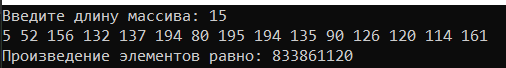 Введите длину массива: 15
5 52 156 132 137 194 80 195 194 135 90 126 120 114 161
Произведение элементов равно: 833861120